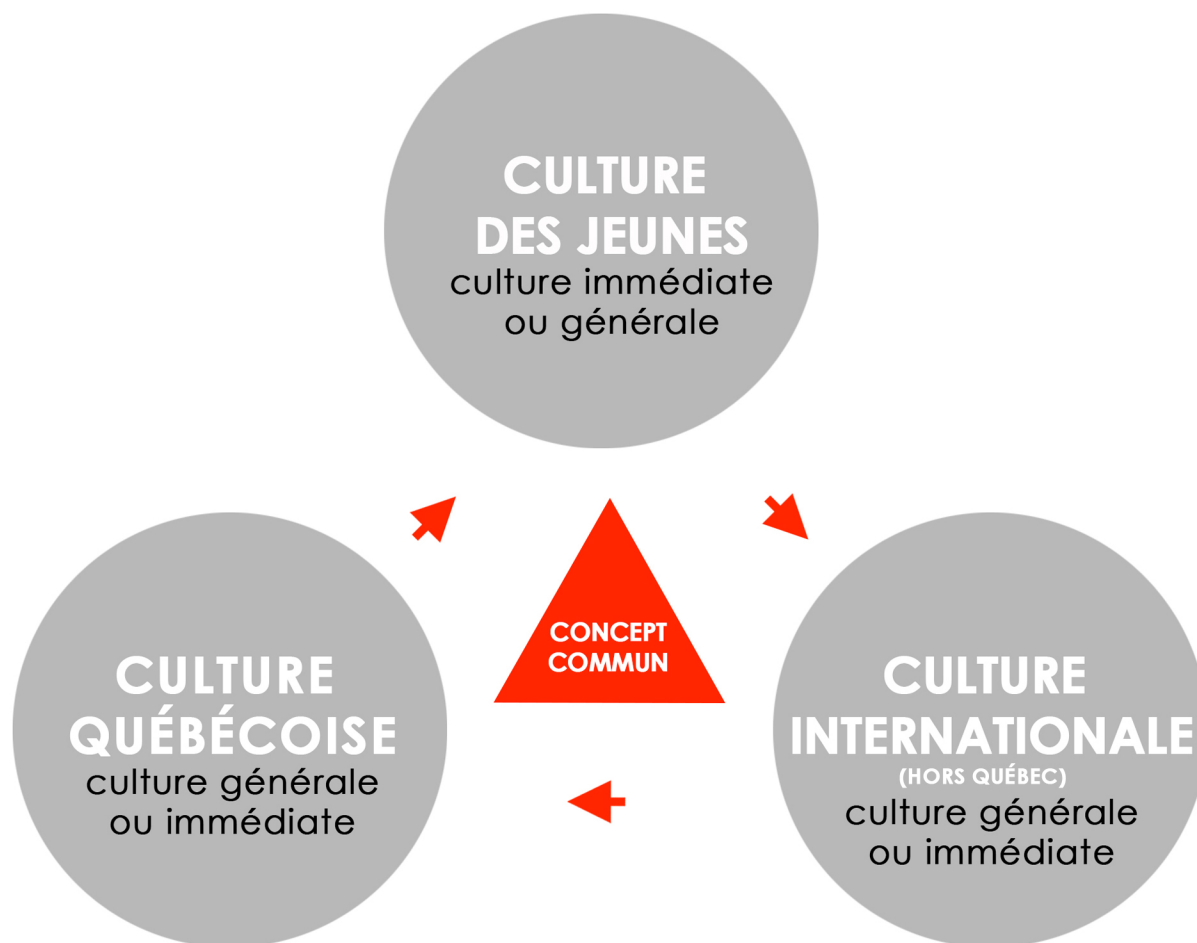 CULTURE
DES JEUNES
culture immédiate
ou générale
CONCEPT
COMMUN
CULTURE
QUÉBÉCOISE
culture générale
ou immédiate
CULTURE
INTERNATIONALE
(HORS QUÉBEC)
culture générale
ou immédiate